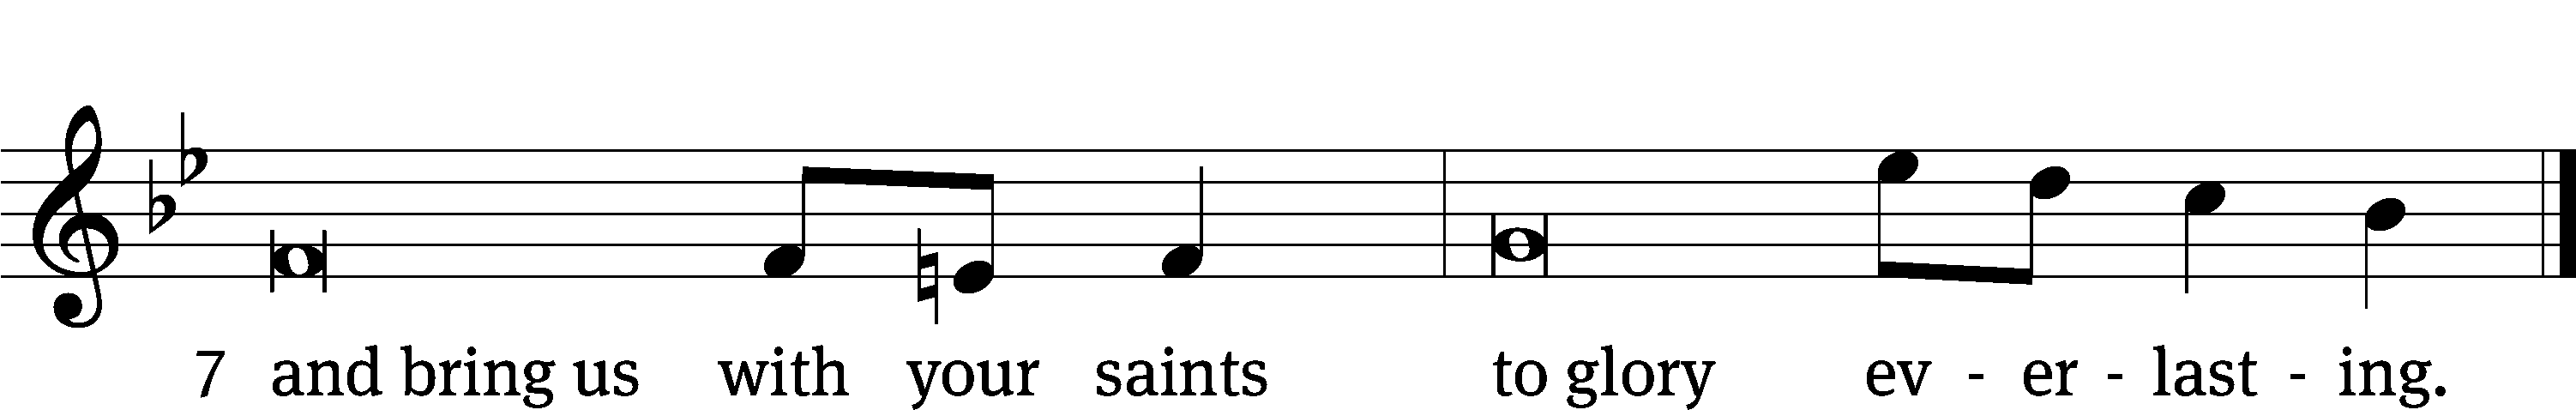 7 and bring us with your saints to glory ev - er - last - ing.